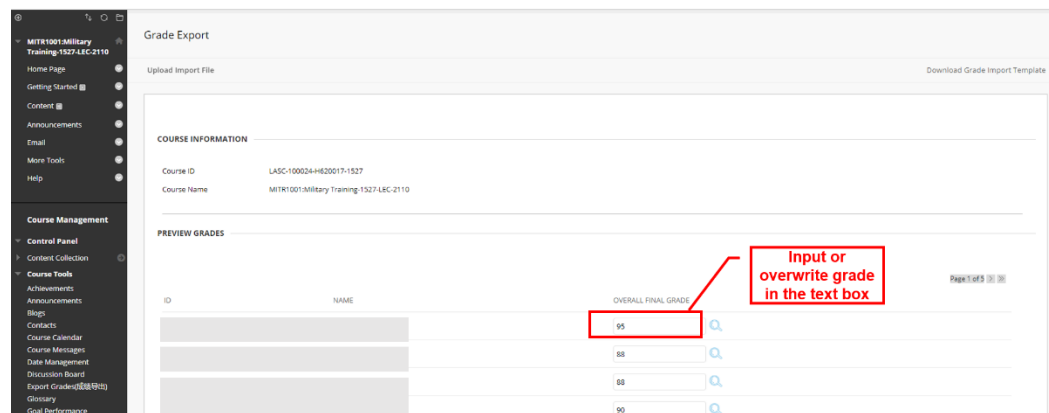 MITR1001:Military
Training-1527-LEC-2110
Home Page
Getting Started
Content
Announcements
Email
More Tools
Help
Course Management
Control Panel
Content Collection
Course Tools
Achievements
Announcements
Blogs
Contacts
Course Calendar
Course Messages
Date Management
Discussion Board
Export Grades(成绩导出)
Glossary
Goal Performance
Grade Export
Upload Import File
Download Grade Import Template
COURSE INFORMATION
Course ID
LASC-100024-H620017-1527
Course Name
MITR1001:Military Training-1527-LEC-2110
PREVIEW GRADES
Input or
overwrite grade
in the text box
Page 1 of 5
ID
NAME
OVERALL FINAL GRADE
95
88
88
90